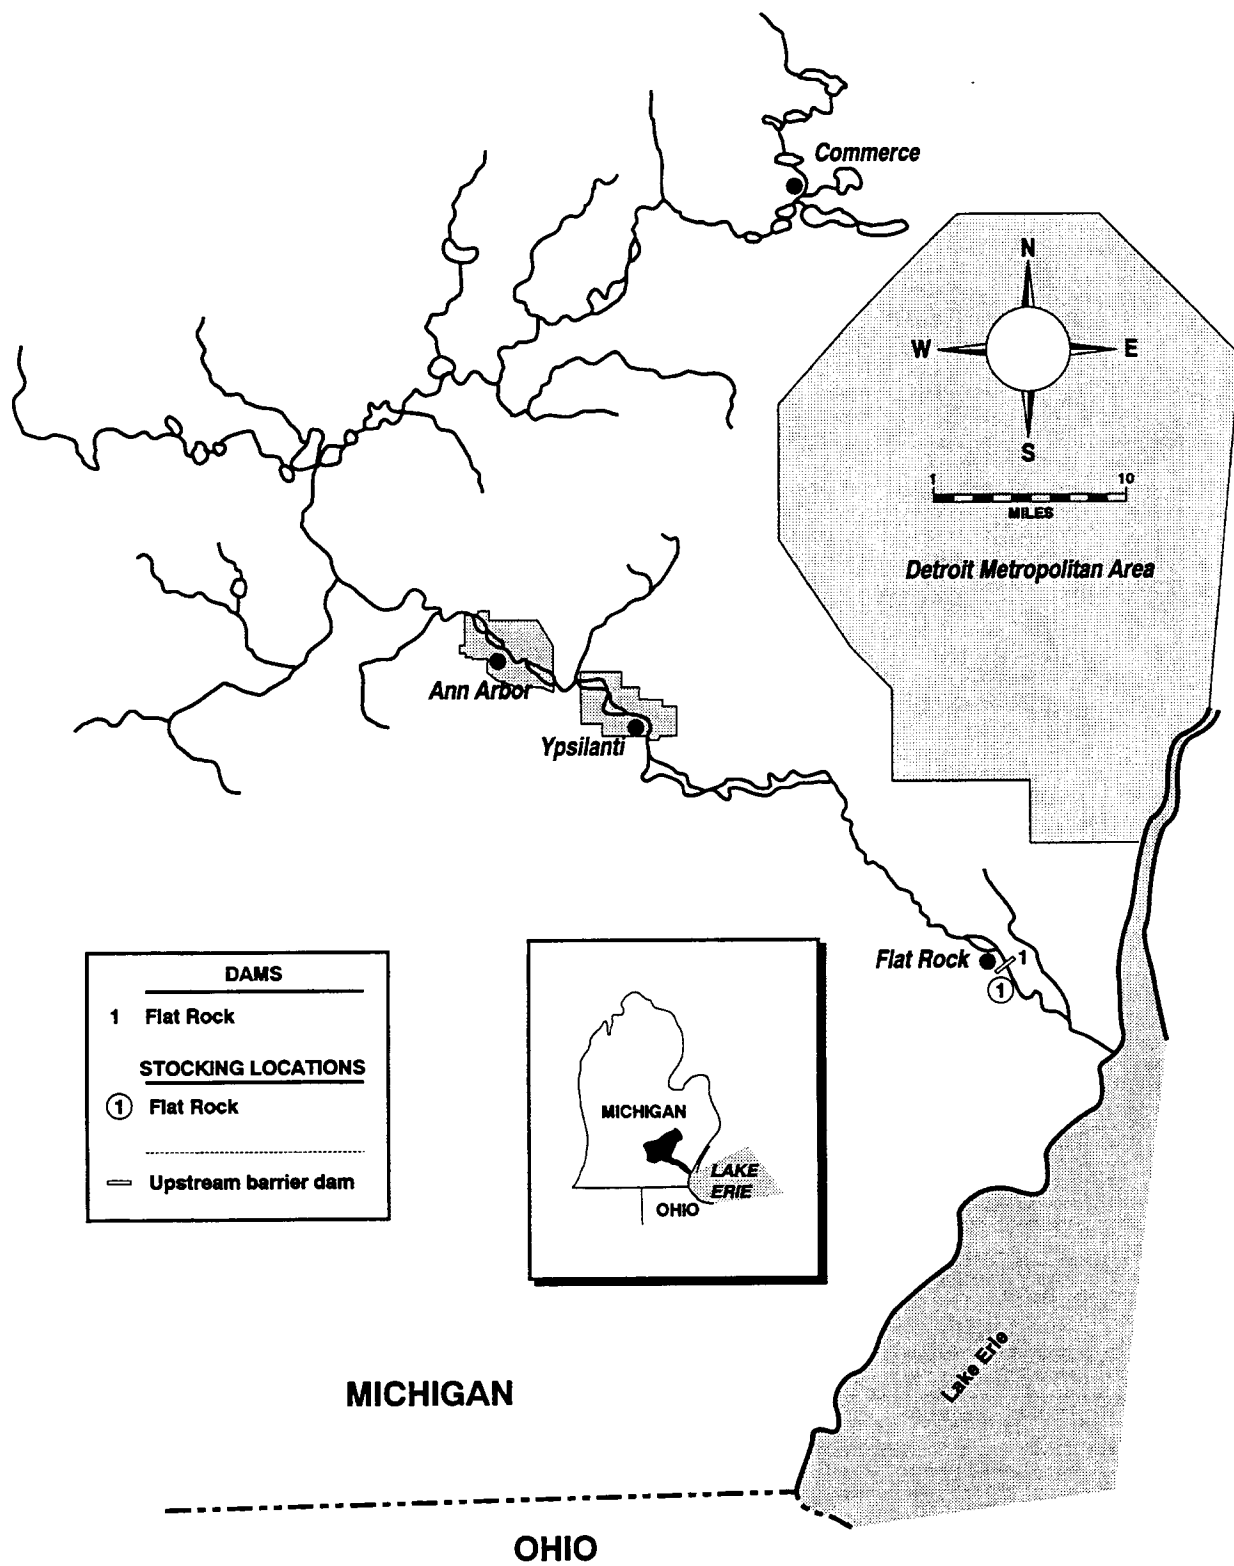 Commerce
N
W
E
S
1 10
MILES
Detroit Metropolitan Area
Ann Arbor
Ypsilanti
Flat Rock
1
1
DAMS
1 Flat Rock
STOCKING LOCATIONS
1 Flat Rock
Upstream barrier dam
MICHIGAN
LAKE
ERIE
OHIO
Lake Erie
MICHIGAN
OHIO